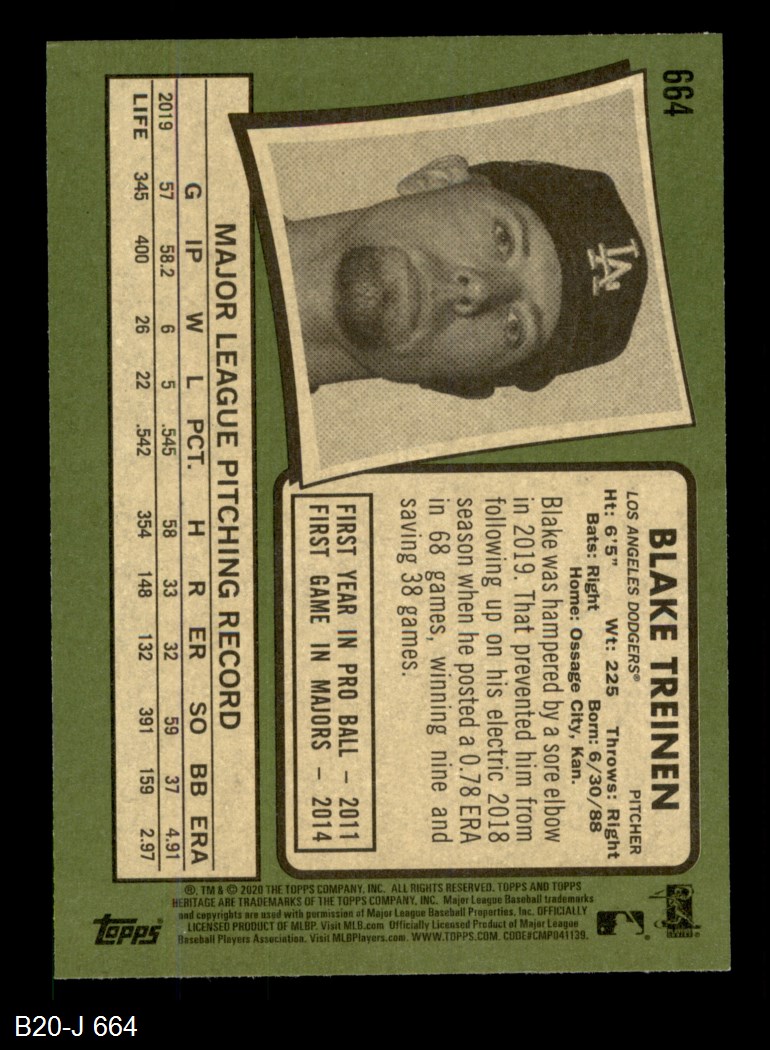 664
BLAKE TREINEN
LOS ANGELES DODGERS® PITCHER
Ht: 6'5" Wt: 225 Throws: Right
Bats: Right Born: 6/30/88
Home: Ossage City, Kan.
Blake was hampered by a sore elbow
in 2019. That prevented him from
following up on his electric 2018
season when he posted a 0.78 ERA
in 68 games, winning nine and
saving 38 games.
FIRST YEAR IN PRO BALL – 2011
FIRST GAME IN MAJORS – 2014
LA
MAJOR LEAGUE PITCHING RECORD
G IP W L PCT. H R ER SO BB ERA
2019 57 58.2 6 5 .545 58 33 32 59 37 4.91
LIFE 345 400 26 22 .542 354 148 132 391 159 2.97
®, TM & © 2020 THE TOPPS COMPANY, INC. ALL RIGHTS RESERVED. TOPPS AND TOPPS
HERITAGE ARE TRADEMARKS OF THE TOPPS COMPANY, INC. Major League Baseball trademarks
and copyrights are used with permission of Major League Baseball Properties, Inc. OFFICIALLY
LICENSED PRODUCT OF MLBP. Visit MLB.com Officially Licensed Product of Major League
Baseball Players Association. Visit MLBPlayers.com. WWW.TOPPS.COM. CODE#CMP041139.
topps
B20-J 664